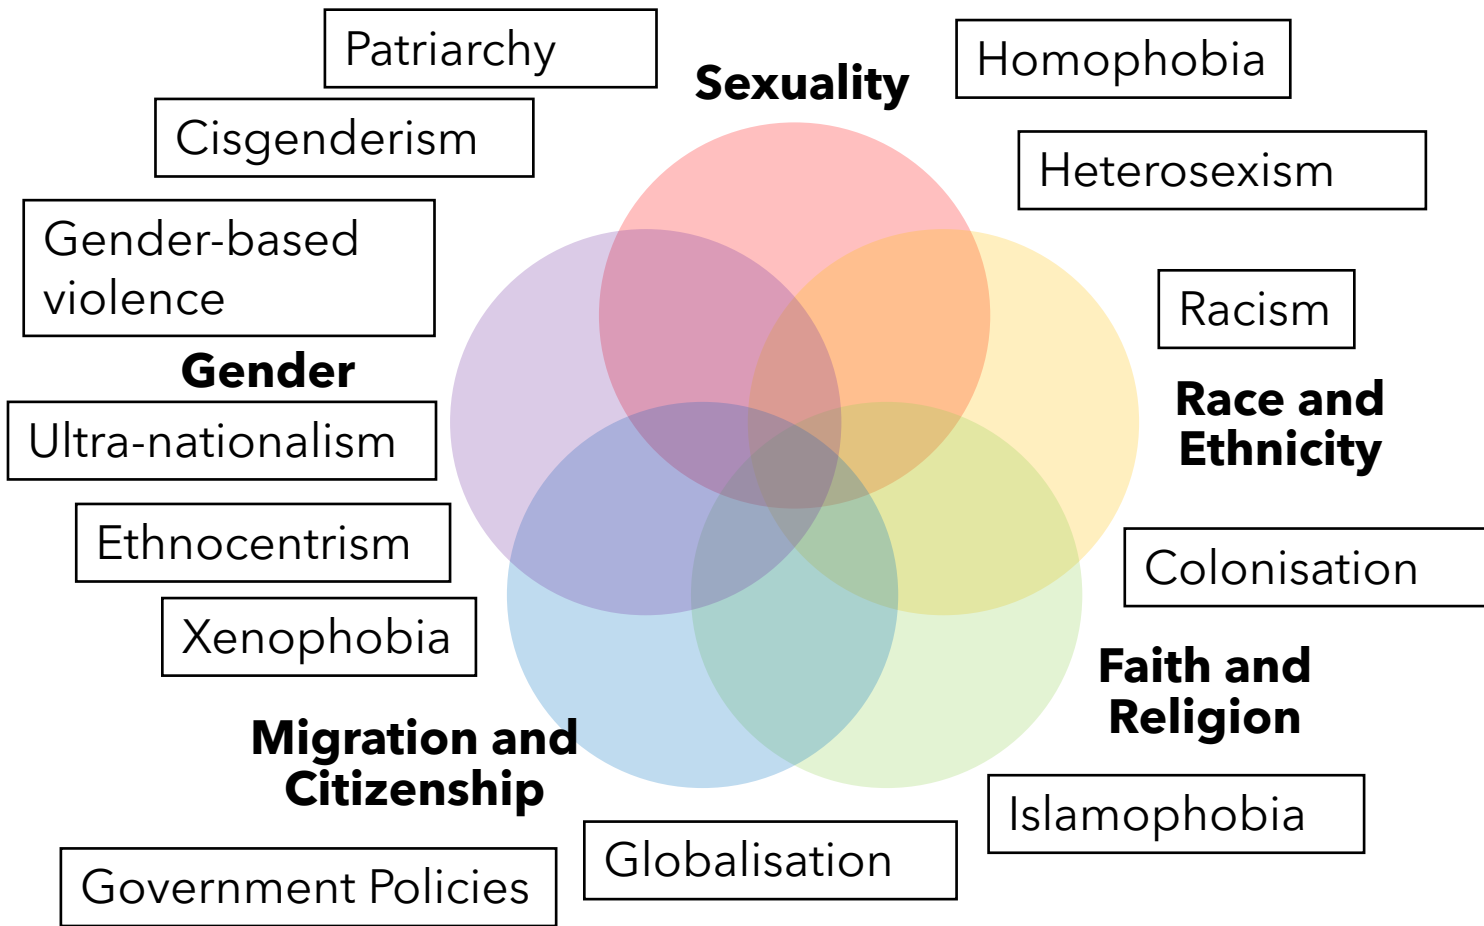 Patriarchy
Sexuality
Homophobia
Cisgenderism
Heterosexism
Gender-based
violence
Racism
Gender
Race and
Ethnicity
Ultra-nationalism
Ethnocentrism
Colonisation
Xenophobia
Faith and
Religion
Migration and
Citizenship
Islamophobia
Globalisation
Government Policies